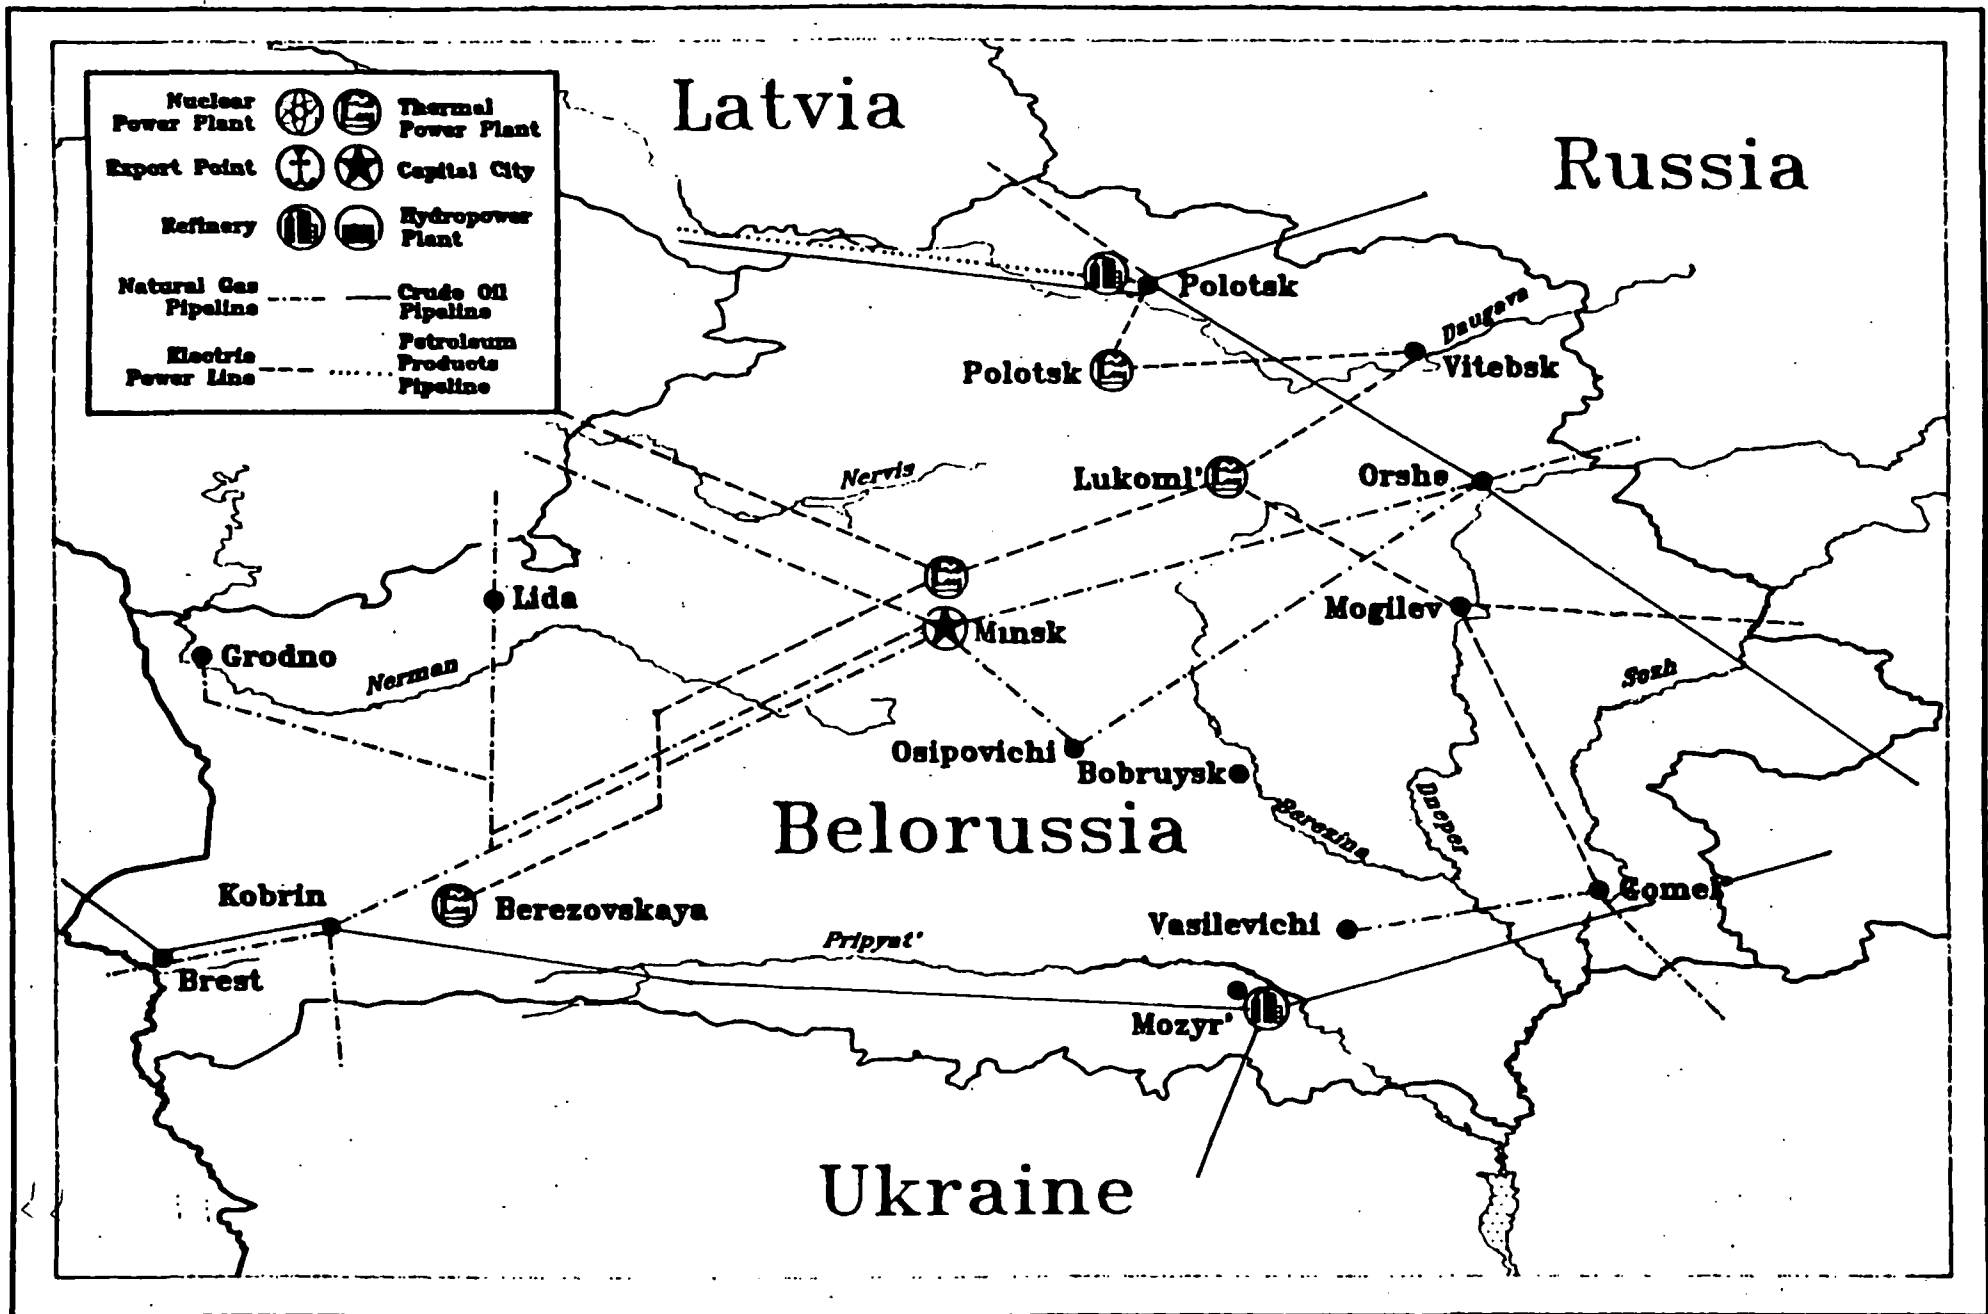 Latvia
Russia
Nuclear
Power Plant
Thermal
Power Plant
Export Point
Capital City
Refinery
Hydropower
Plant
Natural Gas
Pipeline
Crude Oil
Pipeline
Electric
Power Line
Petroleum
Products
Pipeline
Polotsk
Daugava
Polotsk
Vitebsk
Nervis
Lukoml'
Orsha
Lida
Minsk
Mogilev
Grodno
Nerman
Sozh
Osipovichi
Bobruysk
Belorussia
Berezina
Dneper
Kobrin
Berezovskaya
Gomel'
Vasilevichi
Pripyat'
Brest
Mozyr'
Ukraine